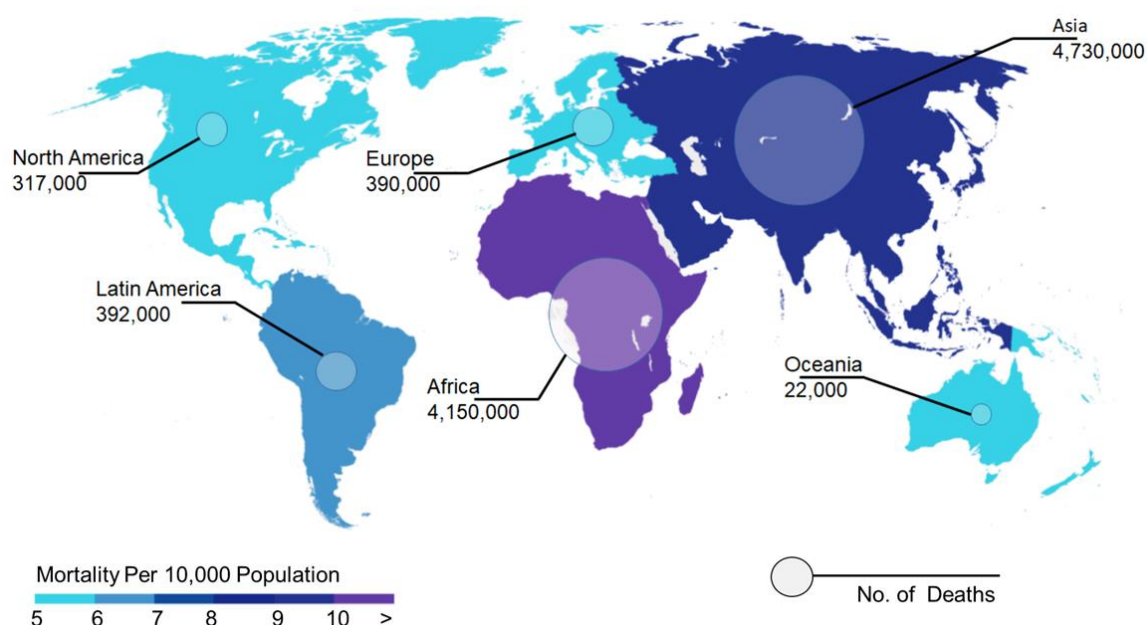 Asia
4,730,000
North America
317,000
Europe
390,000
Latin America
392,000
Africa
4,150,000
Oceania
22,000
Mortality Per 10,000 Population
5 6 7 8 9 10 >
No. of Deaths